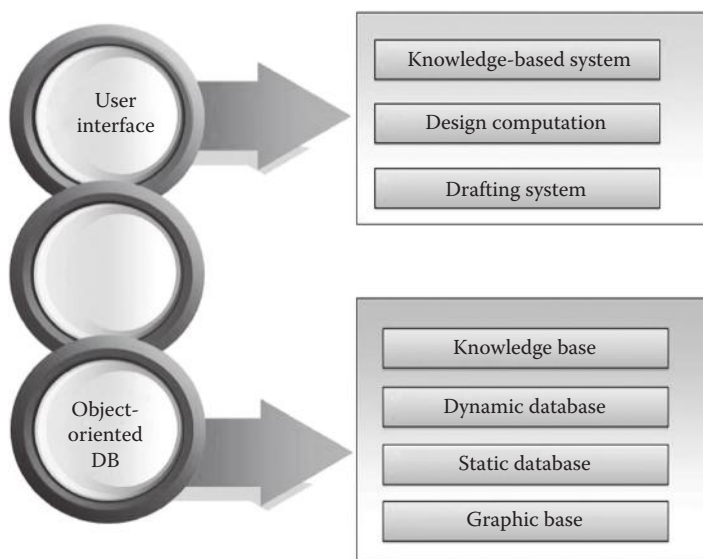 User
interface
Knowledge-based system
Design computation
Drafting system
Object-
oriented
DB
Knowledge base
Dynamic database
Static database
Graphic base